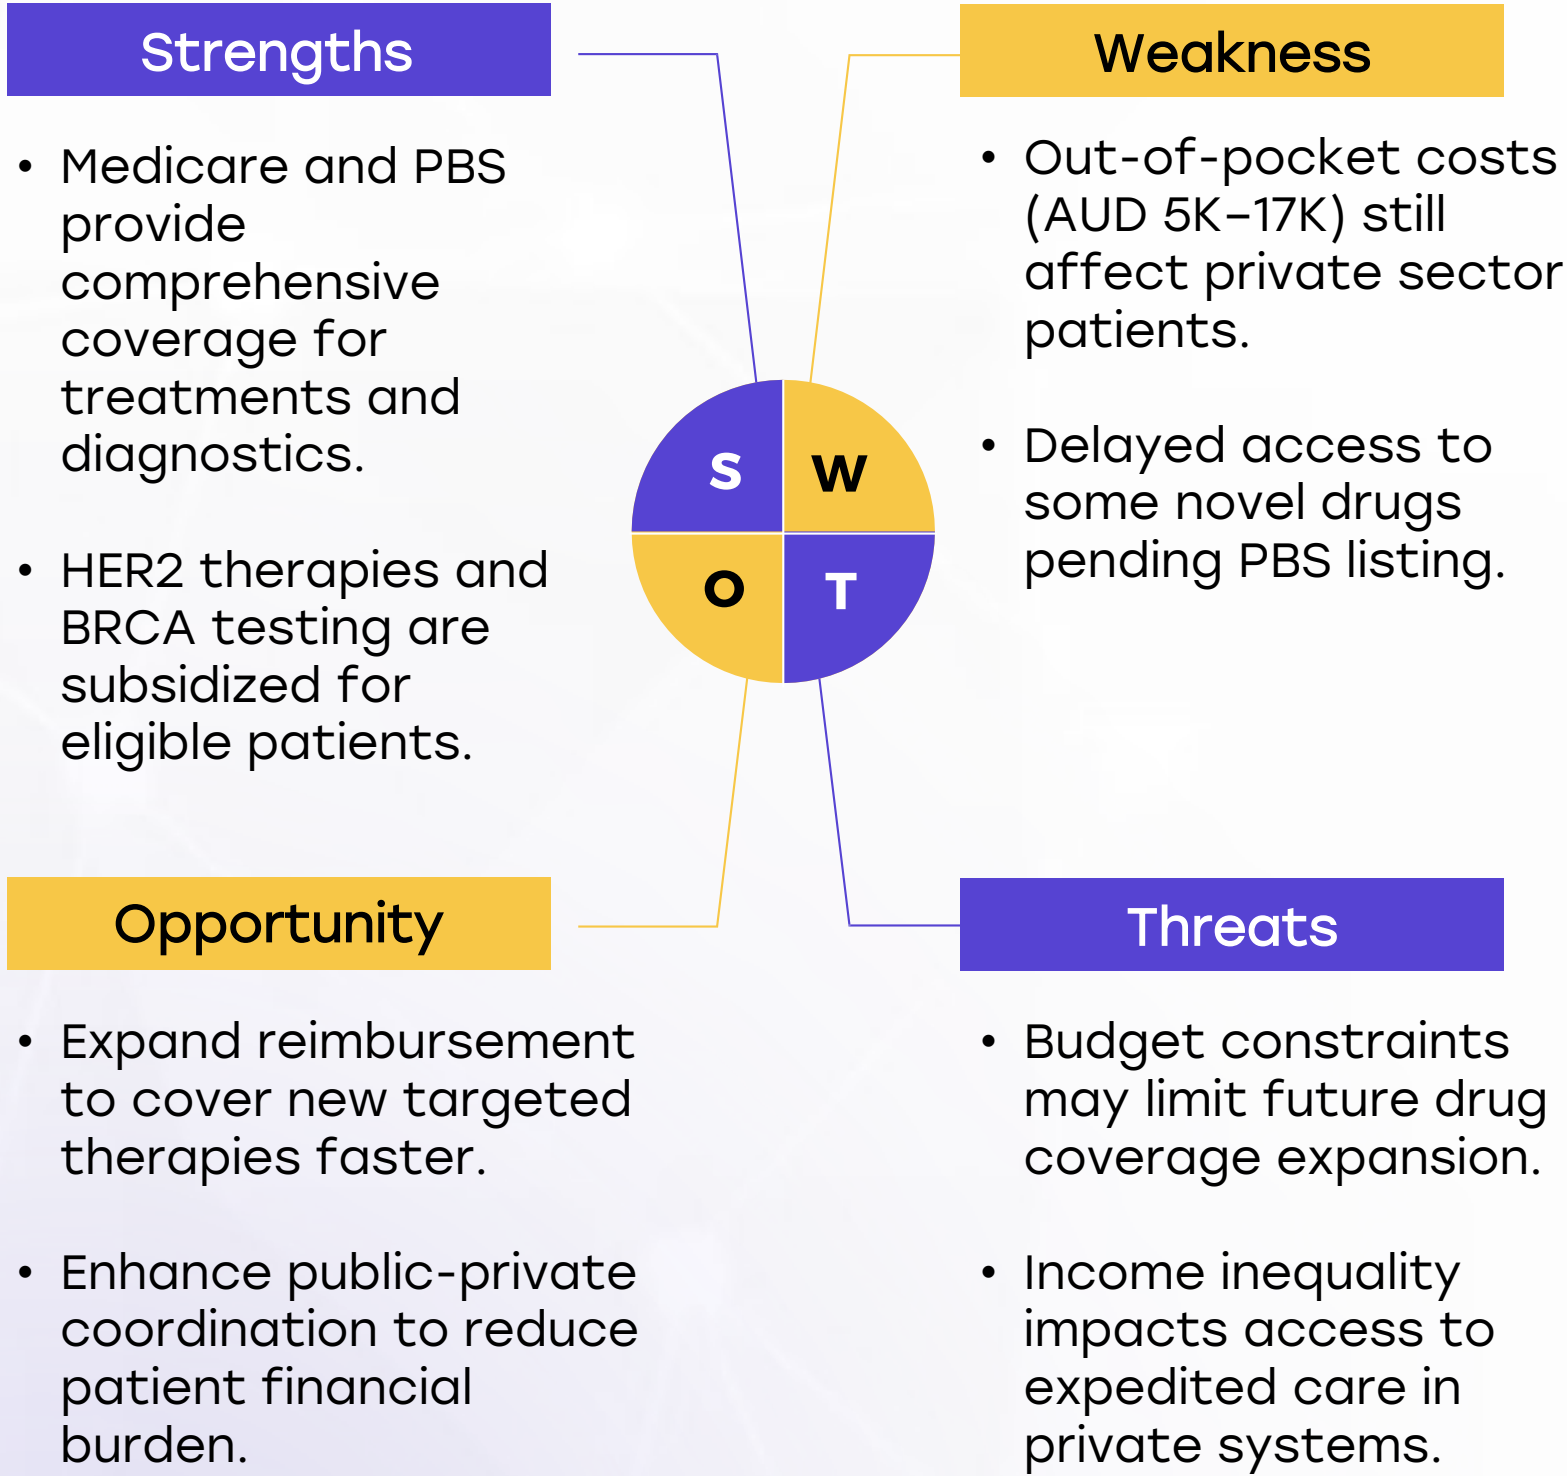 Strengths
• Medicare and PBS
provide
comprehensive
coverage for
treatments and
diagnostics.
• HER2 therapies and
BRCA testing are
subsidized for
eligible patients.
Weakness
• Out-of-pocket costs
(AUD 5K–17K) still
affect private sector
patients.
• Delayed access to
some novel drugs
pending PBS listing.
S
W
O
T
Opportunity
• Expand reimbursement
to cover new targeted
therapies faster.
• Enhance public-private
coordination to reduce
patient financial
burden.
Threats
• Budget constraints
may limit future drug
coverage expansion.
• Income inequality
impacts access to
expedited care in
private systems.